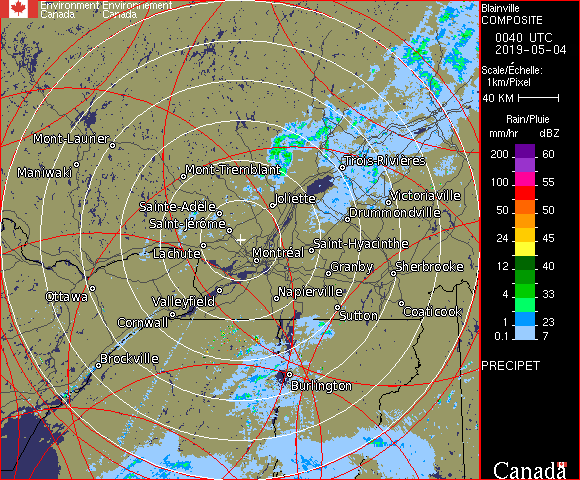 Environment Environnement
Canada Canada
Blainville
COMPOSITE
0040 UTC
2019-05-04
Scale/Échelle:
1km/Pixel
40 KM
Rain/Pluie
mm/hr dBZ
200 60
100 55
50 50
24 45
12 40
4 33
1 23
0.1 7
PRECIPET
Mont-Laurier
Maniwaki
Mont-Tremblant
Trois-Rivières
Sainte-Adèle
Joliette
Victoriaville
Drummondville
Saint-Jérôme
Lachute
Montréal
Saint-Hyacinthe
Granby
Sherbrooke
Ottawa
Valleyfield
Napierville
Cornwall
Sutton
Coaticook
Brockville
Burlington
Canada